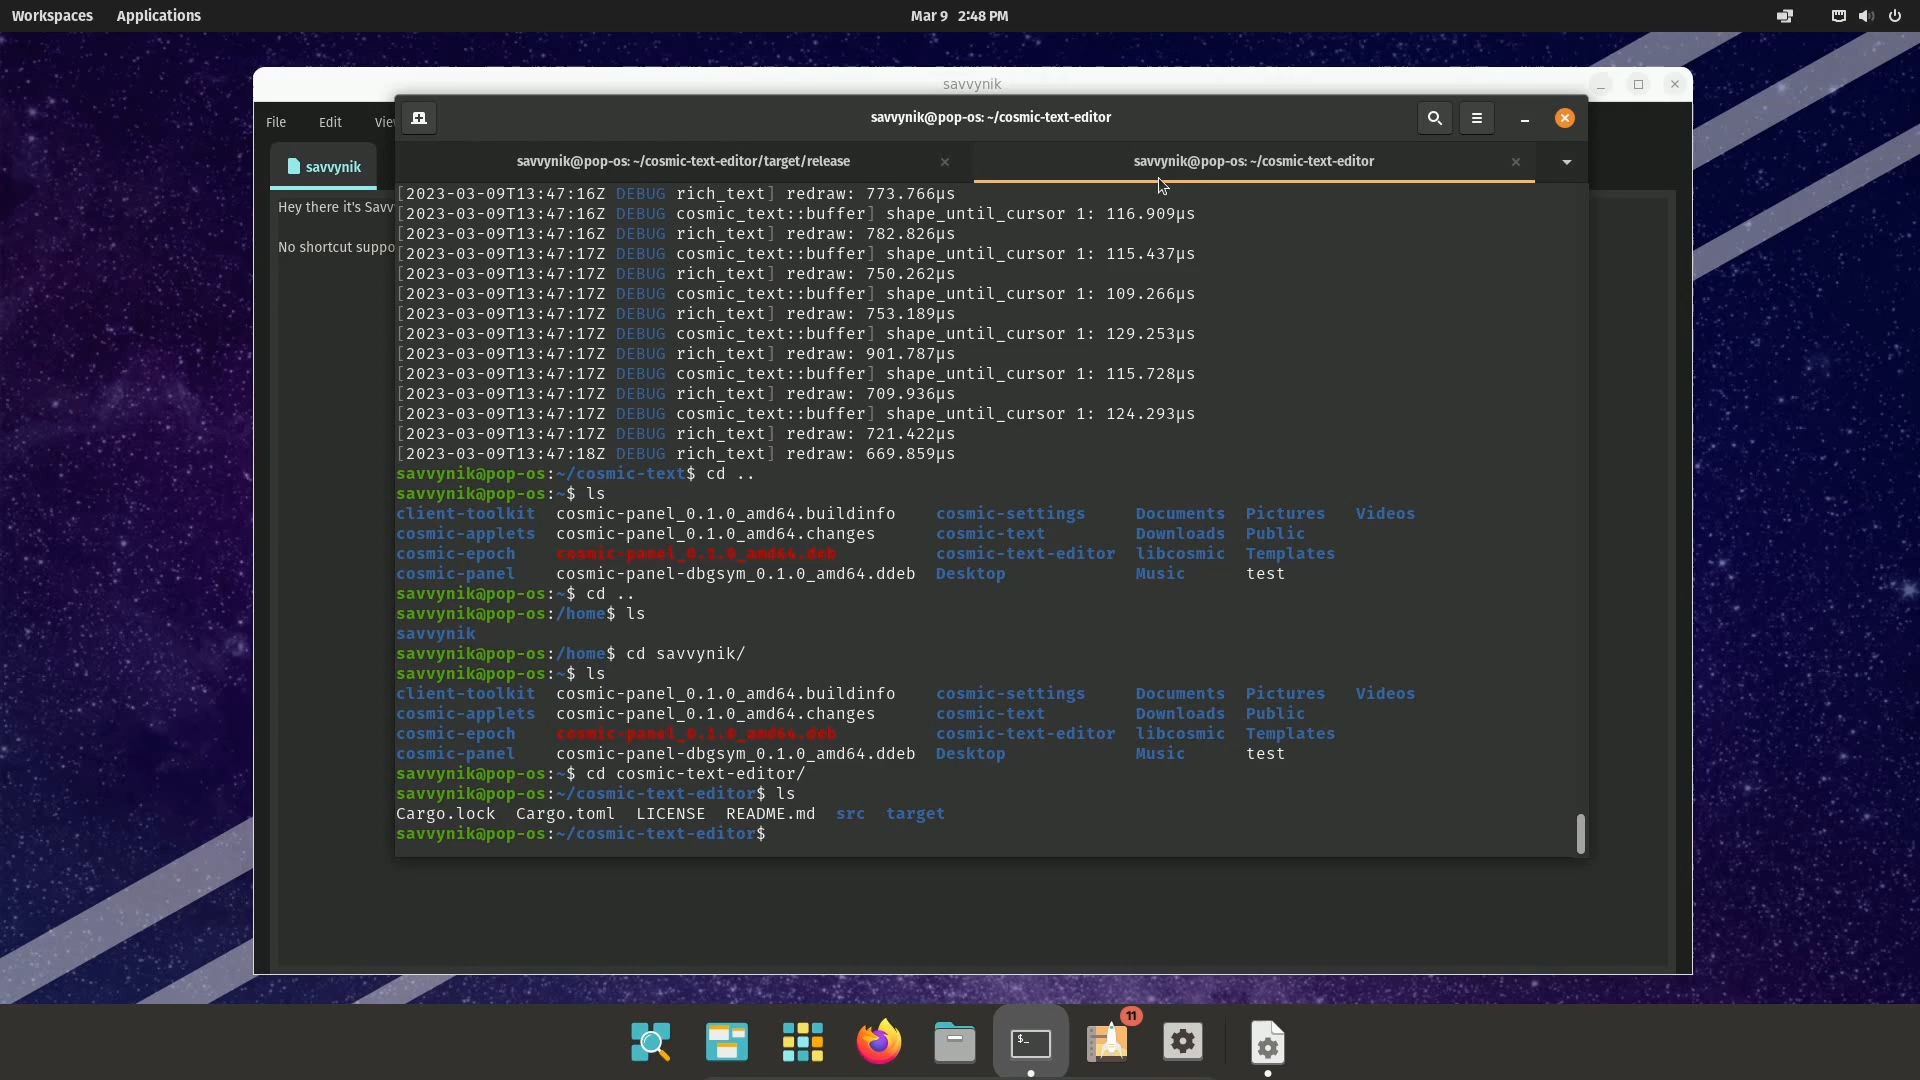 Workspaces Applications Mar 9 2:48 PM
savvynik
File Edit
savvynik@pop-os: ~/cosmic-text-editor
savvynik@pop-os: ~/cosmic-text-editor/target/release savvynik@pop-os: ~/cosmic-text-editor
savvynik
Hey there it's Savv
No shortcut suppo
[2023-03-09T13:47:16Z DEBUG rich_text] redraw: 773.766µs
[2023-03-09T13:47:16Z DEBUG cosmic_text::buffer] shape_until_cursor 1: 116.909µs
[2023-03-09T13:47:16Z DEBUG rich_text] redraw: 782.826µs
[2023-03-09T13:47:17Z DEBUG cosmic_text::buffer] shape_until_cursor 1: 115.437µs
[2023-03-09T13:47:17Z DEBUG rich_text] redraw: 750.262µs
[2023-03-09T13:47:17Z DEBUG cosmic_text::buffer] shape_until_cursor 1: 109.266µs
[2023-03-09T13:47:17Z DEBUG rich_text] redraw: 753.189µs
[2023-03-09T13:47:17Z DEBUG cosmic_text::buffer] shape_until_cursor 1: 129.253µs
[2023-03-09T13:47:17Z DEBUG rich_text] redraw: 901.787µs
[2023-03-09T13:47:17Z DEBUG cosmic_text::buffer] shape_until_cursor 1: 115.728µs
[2023-03-09T13:47:17Z DEBUG rich_text] redraw: 709.936µs
[2023-03-09T13:47:17Z DEBUG cosmic_text::buffer] shape_until_cursor 1: 124.293µs
[2023-03-09T13:47:17Z DEBUG rich_text] redraw: 721.422µs
[2023-03-09T13:47:18Z DEBUG rich_text] redraw: 669.859µs
savvynik@pop-os:~/cosmic-text$ cd ..
savvynik@pop-os:~$ ls
client-toolkit cosmic-panel_0.1.0_amd64.buildinfo cosmic-settings Documents Pictures Videos
cosmic-applets cosmic-panel_0.1.0_amd64.changes cosmic-text Downloads Public
cosmic-epoch cosmic-panel_0.1.0_amd64.deb cosmic-text-editor libcosmic Templates
cosmic-panel cosmic-panel-dbgsym_0.1.0_amd64.ddeb Desktop Music test
savvynik@pop-os:~$ cd ..
savvynik@pop-os:/home$ ls
savvynik
savvynik@pop-os:/home$ cd savvynik/
savvynik@pop-os:~$ ls
client-toolkit cosmic-panel_0.1.0_amd64.buildinfo cosmic-settings Documents Pictures Videos
cosmic-applets cosmic-panel_0.1.0_amd64.changes cosmic-text Downloads Public
cosmic-epoch cosmic-panel_0.1.0_amd64.deb cosmic-text-editor libcosmic Templates
cosmic-panel cosmic-panel-dbgsym_0.1.0_amd64.ddeb Desktop Music test
savvynik@pop-os:~$ cd cosmic-text-editor/
savvynik@pop-os:~/cosmic-text-editor$ ls
Cargo.lock Cargo.toml LICENSE README.md src target
savvynik@pop-os:~/cosmic-text-editor$
$_
11